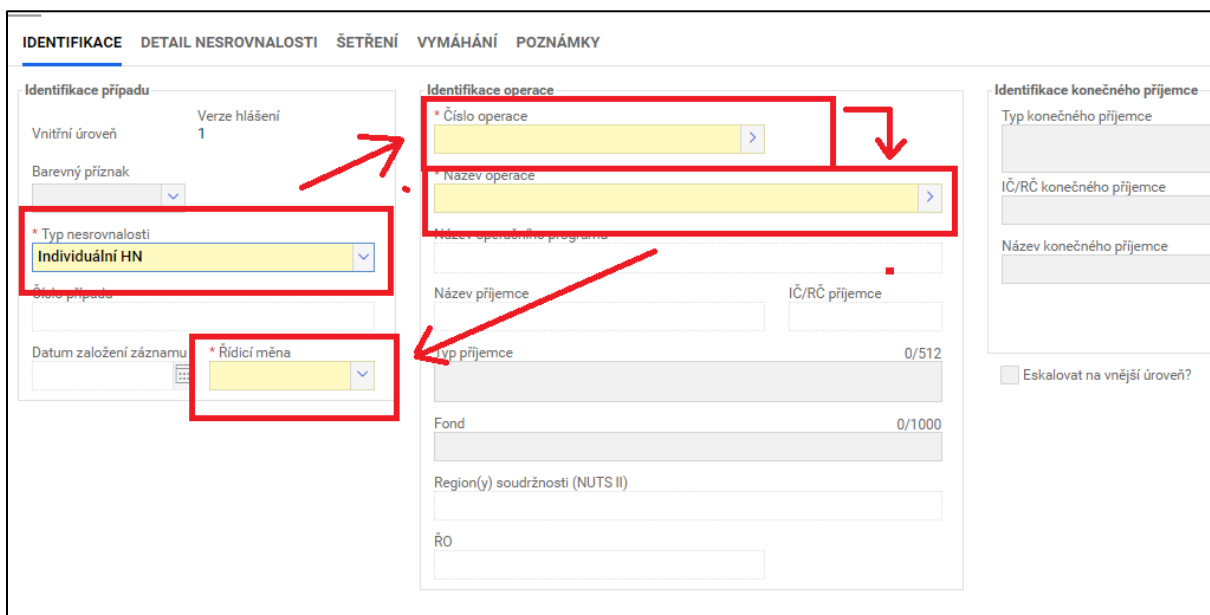 IDENTIFIKACE DETAIL NESROVNALOSTI ŠETŘENÍ VYMÁHÁNÍ POZNÁMKY
Identifikace případu
Verze hlášení
Vnitřní úroveň 1
Barevný příznak
* Typ nesrovnalosti
Individuální HN
Číslo případu
Datum založení záznamu * Řídicí měna
Identifikace operace
* Číslo operace
* Název operace
Název operačního programu
Název příjemce IČ/RČ příjemce
Typ příjemce 0/512
Fond 0/1000
Region(y) soudržnosti (NUTS II)
ŘO
Identifikace konečného příjemce
Typ konečného příjemce
IČ/RČ konečného příjemce
Název konečného příjemce
Eskalovat na vnější úroveň?